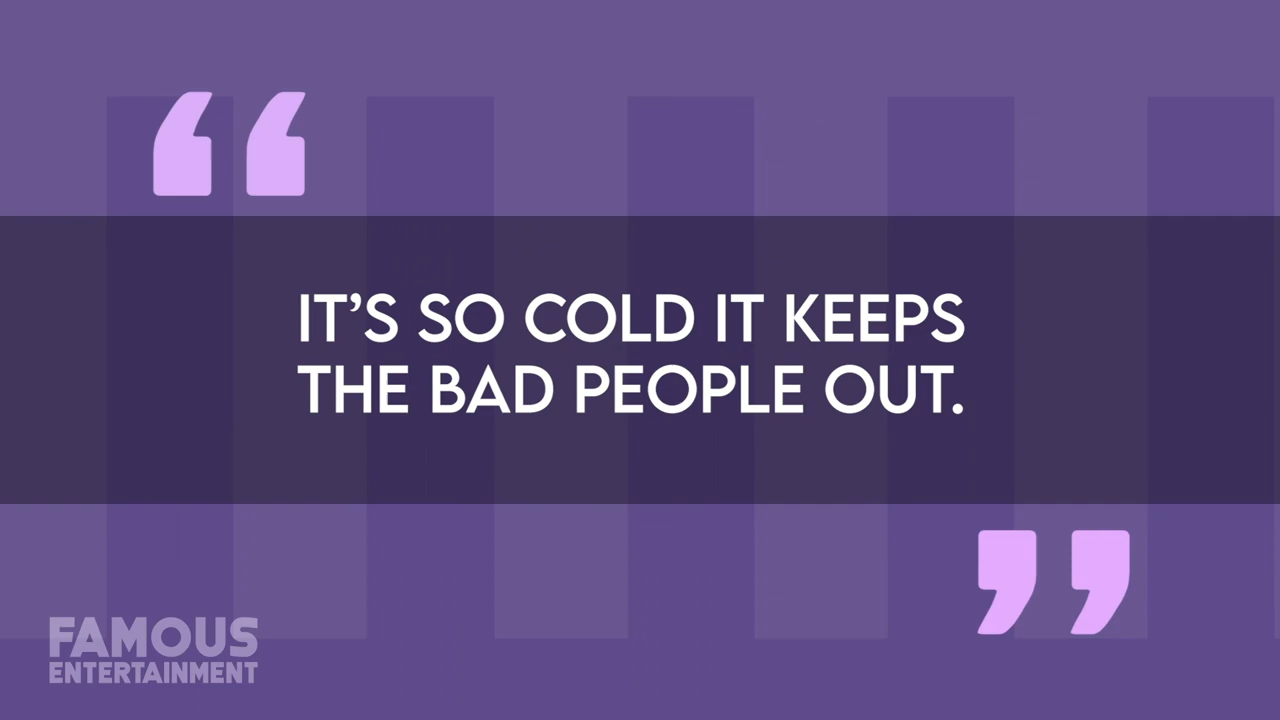 IT’S SO COLD IT KEEPS
THE BAD PEOPLE OUT.
FAMOUS
ENTERTAINMENT